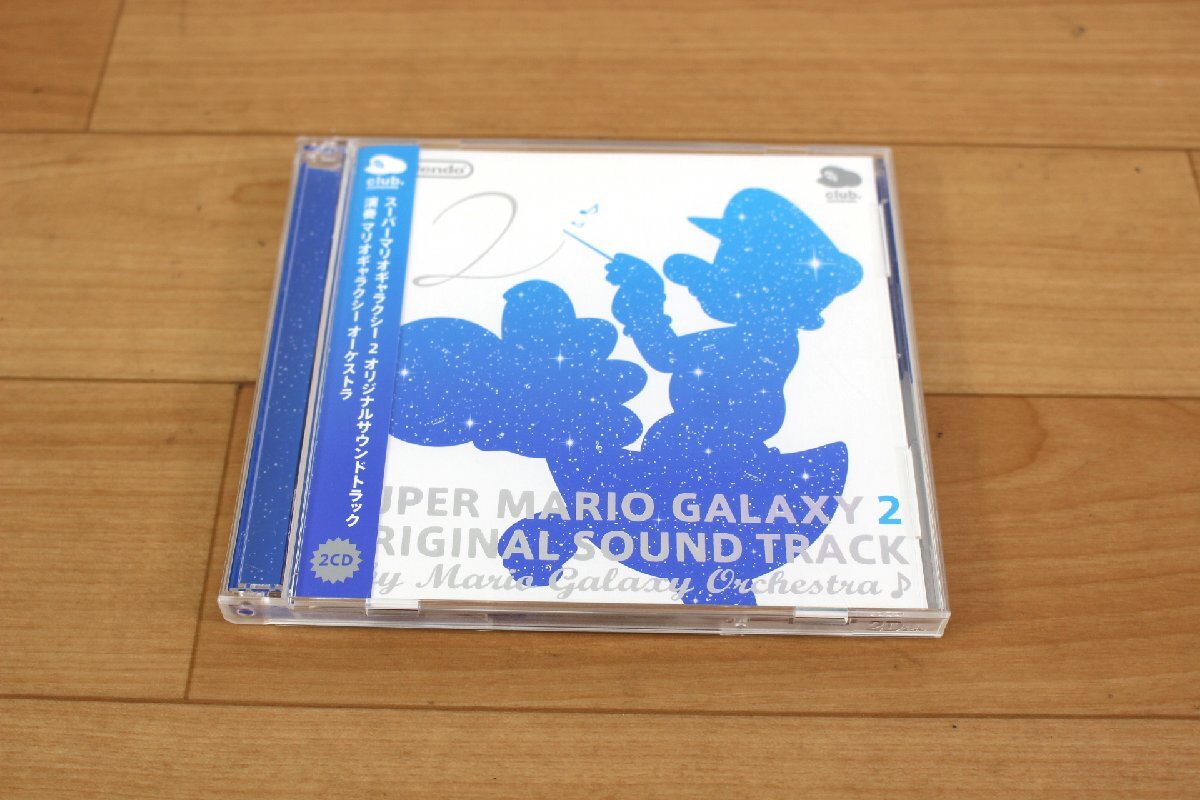 club.
スーパーマリオギャラクシー 2 オリジナルサウンドトラック
演奏 マリオギャラクシー オーケストラ
2CD
endo
club.
2
UPER MARIO GALAXY 2
RIGINAL SOUND TRACK
by Mario Galaxy Orchestra